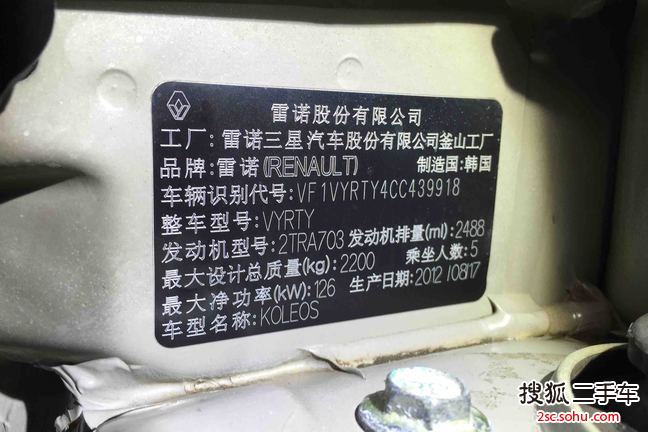 雷诺股份有限公司
工厂:雷诺三星汽车股份有限公司釜山工厂
品牌:雷诺(RENAULT) 制造国:韩国
车辆识别代号:VF1VYRTY4CC439918
整车型号:VYRTY
发动机型号:2TRA703 发动机排量(ml):2488
最大设计总质量(kg):2200 乘坐人数:5
最大净功率(kW):126 生产日期:2012/0817
车型名称:KOLEOS
搜狐二手车
2sc.sohu.com